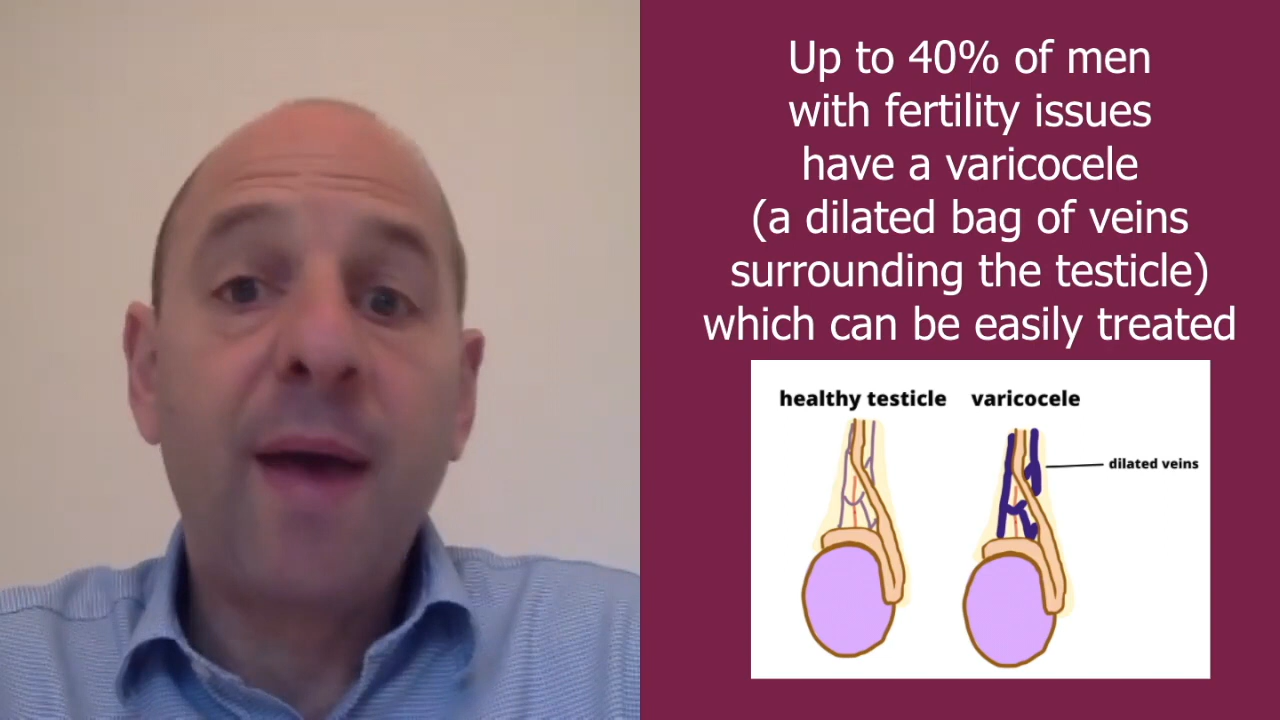 Up to 40% of men
with fertility issues
have a varicocele
(a dilated bag of veins
surrounding the testicle)
which can be easily treated
healthy testicle varicocele
dilated veins